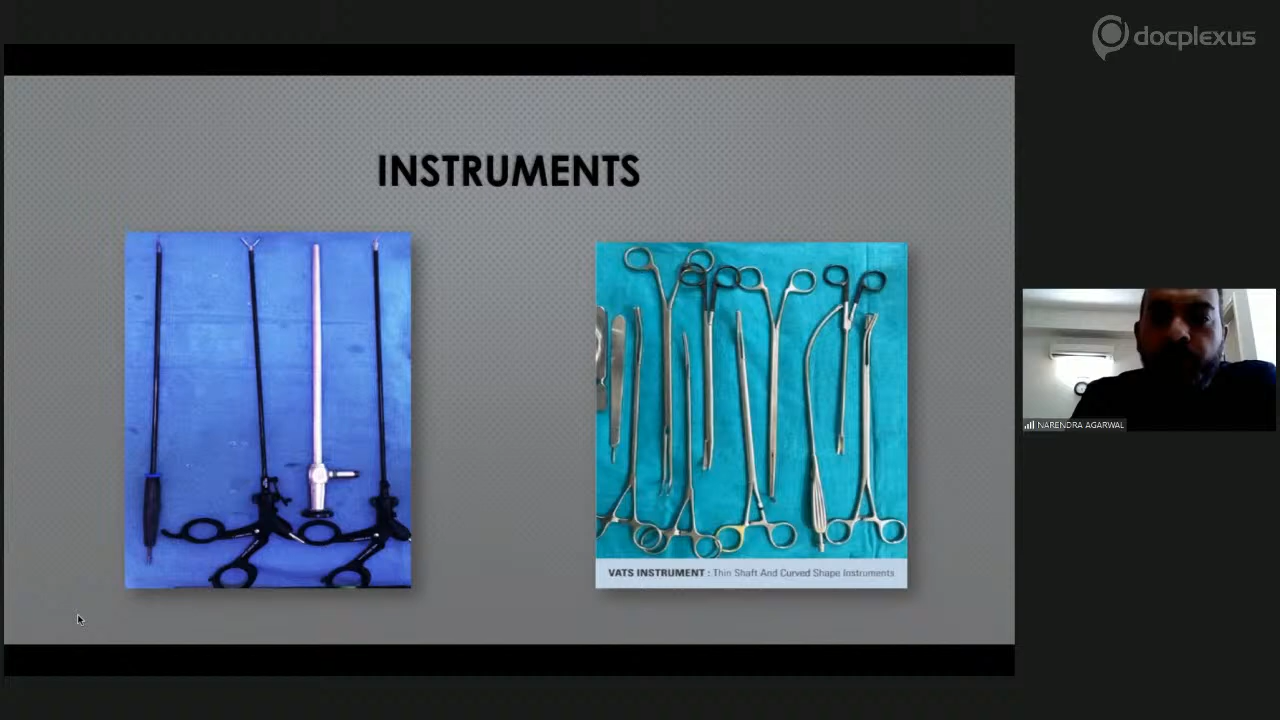 docplexus
INSTRUMENTS
NARENDRA AGARWAL
VATS INSTRUMENT : Thin Shaft And Curved Shape Instruments